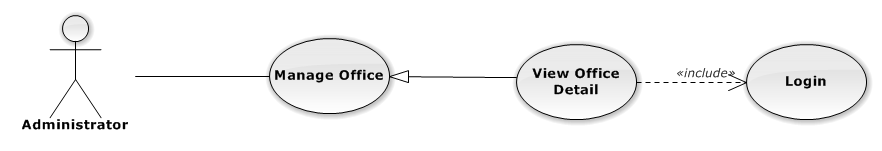 Administrator
Manage Office
View Office
Detail
«include»
Login